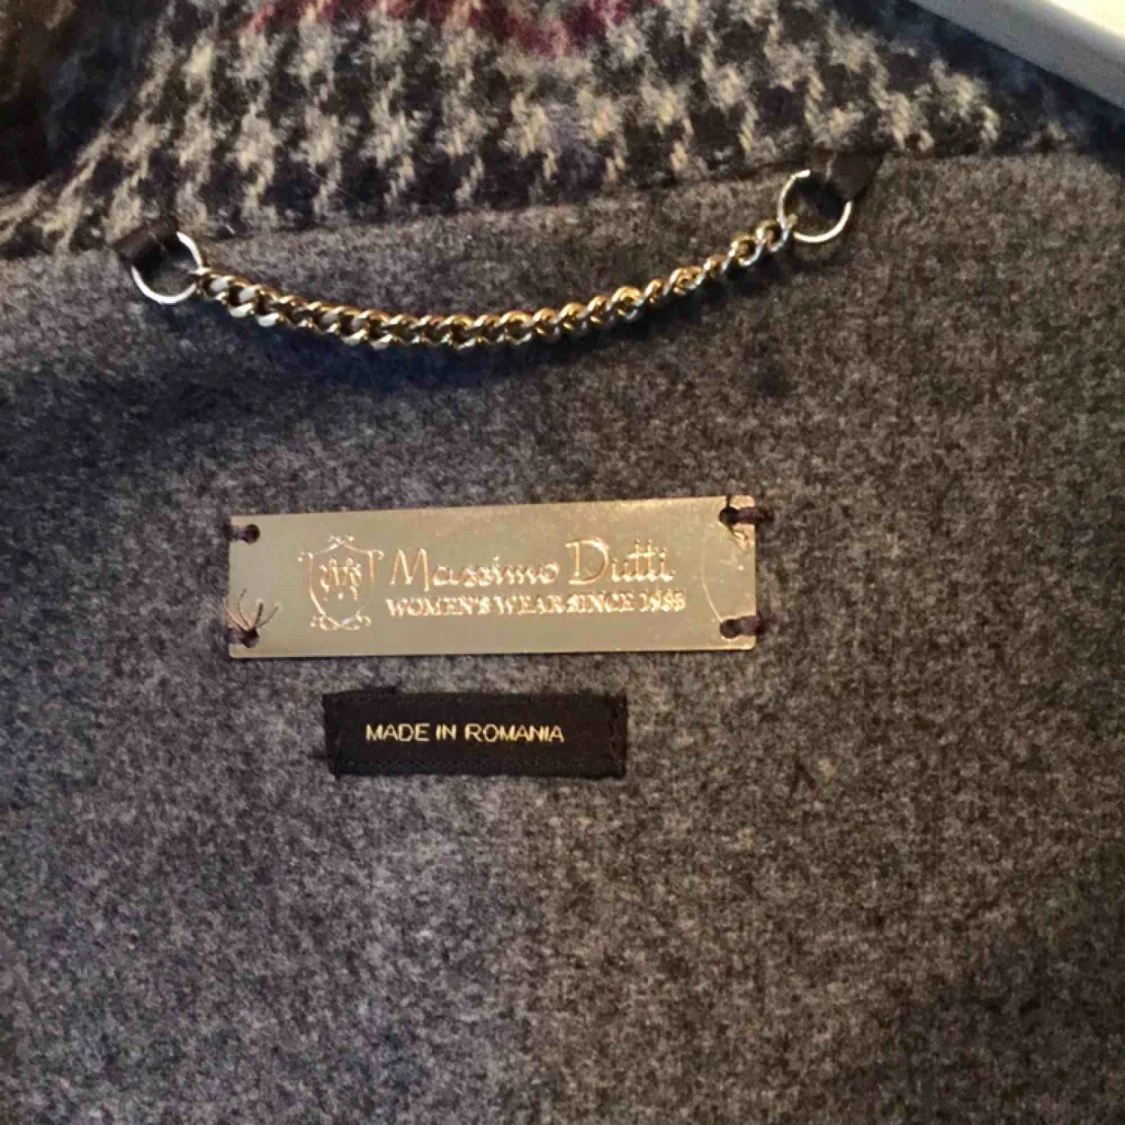 Massimo Dutti
WOMEN'S WEAR SINCE 1985
MADE IN ROMANIA